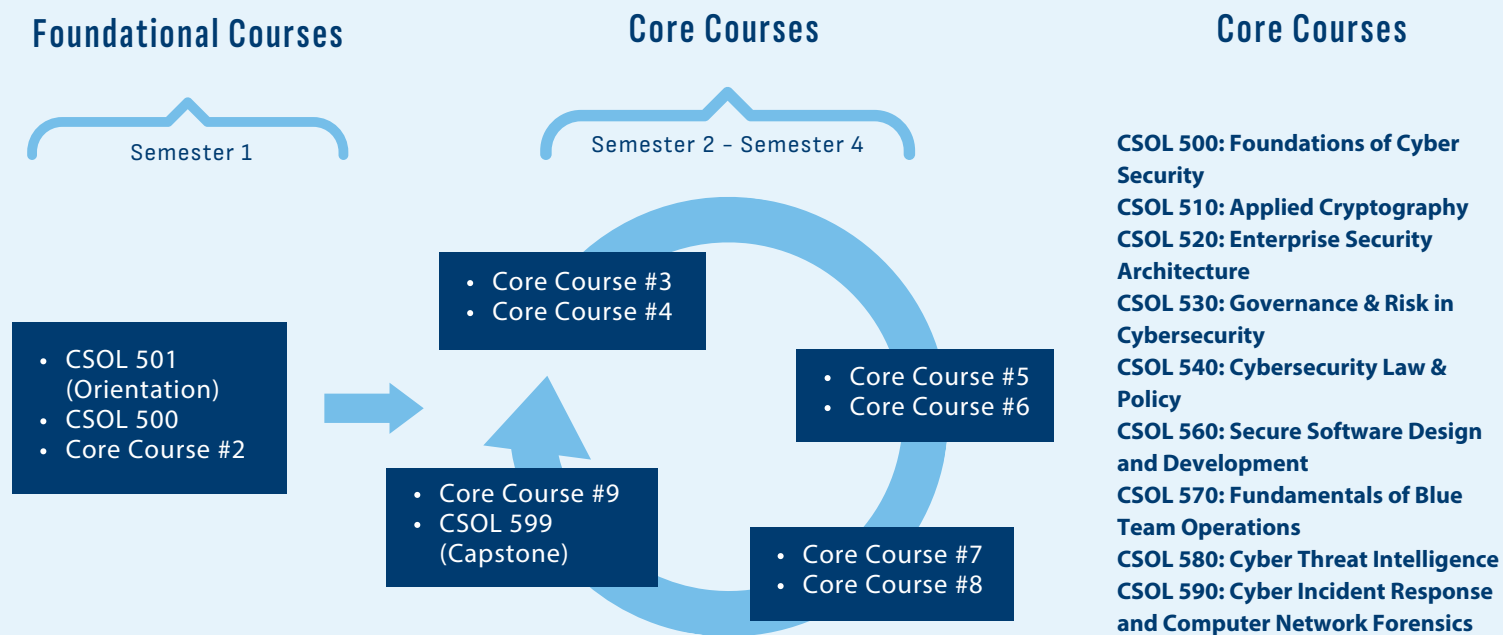 Foundational Courses
Semester 1
• CSOL 501
(Orientation)
• CSOL 500
• Core Course #2
Core Courses
Semester 2 - Semester 4
• Core Course #3
• Core Course #4
• Core Course #5
• Core Course #6
• Core Course #7
• Core Course #8
• Core Course #9
• CSOL 599
(Capstone)
Core Courses
CSOL 500: Foundations of Cyber
Security
CSOL 510: Applied Cryptography
CSOL 520: Enterprise Security
Architecture
CSOL 530: Governance & Risk in
Cybersecurity
CSOL 540: Cybersecurity Law &
Policy
CSOL 560: Secure Software Design
and Development
CSOL 570: Fundamentals of Blue
Team Operations
CSOL 580: Cyber Threat Intelligence
CSOL 590: Cyber Incident Response
and Computer Network Forensics